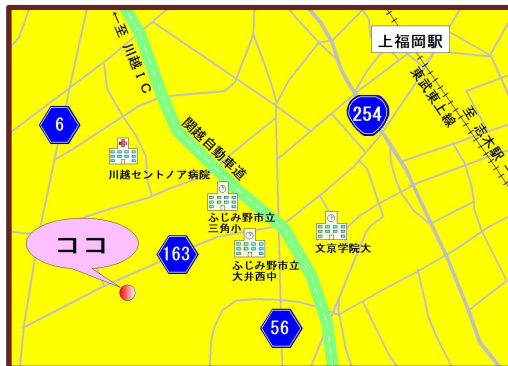 ←至 川越IC
上福岡駅
東武東上線
至 志木駅
254
6
関越自動車道
川越セントノア病院
ふじみ野市立
三角小
文京学院大
ココ
163
ふじみ野市立
大井西中
56